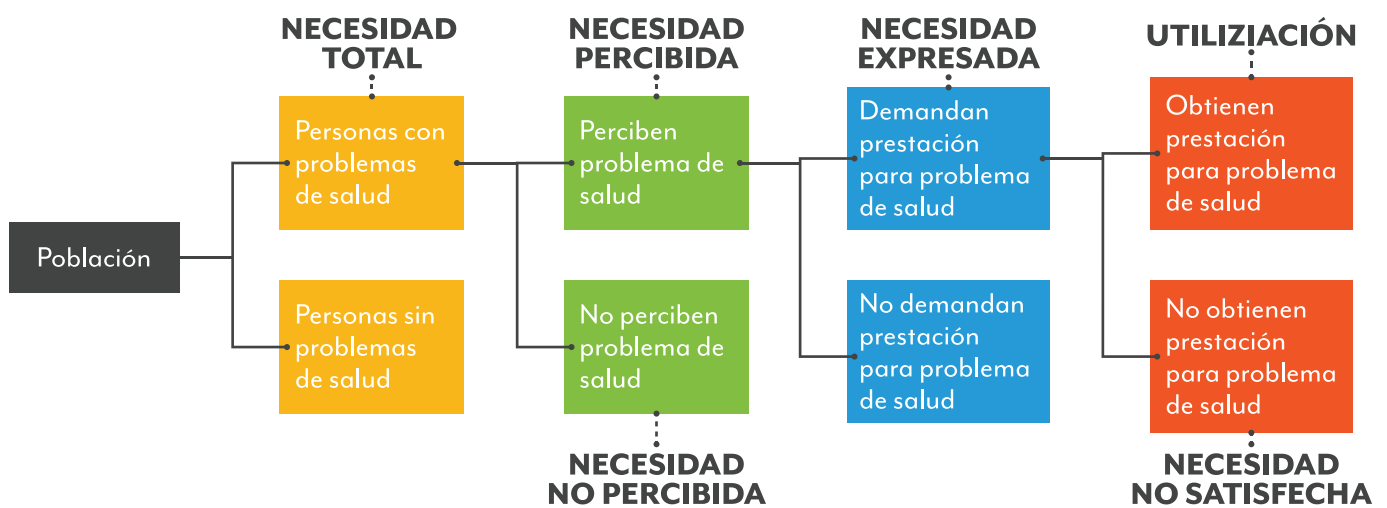 NECESIDAD
TOTAL
NECESIDAD
PERCIBIDA
NECESIDAD
EXPRESADA
UTILIZIACIÓN
Personas con
problemas
de salud
Perciben
problema de
salud
Demandan
prestación
para problema
de salud
Obtienen
prestación
para problema
de salud
Población
Personas sin
problemas
de salud
No perciben
problema de
salud
No demandan
prestación
para problema
de salud
No obtienen
prestación
para problema
de salud
NECESIDAD
NO PERCIBIDA
NECESIDAD
NO SATISFECHA